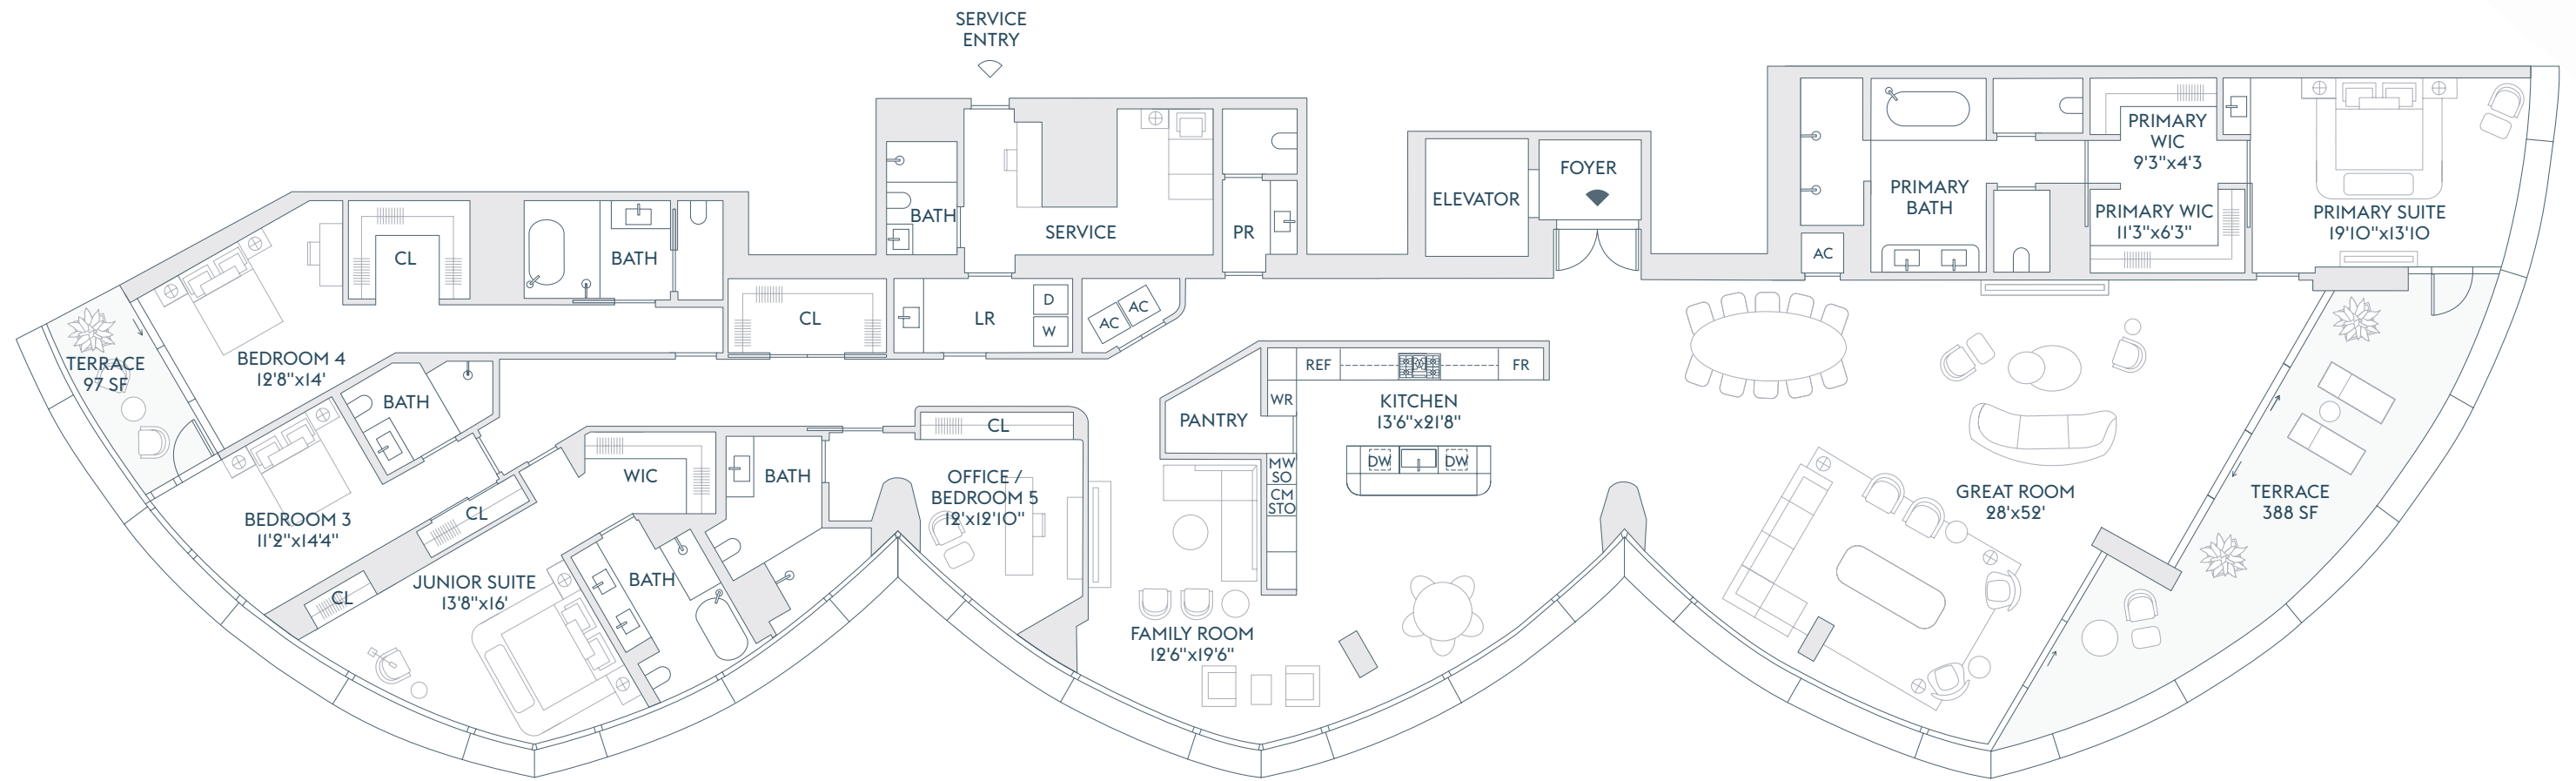 SERVICE
ENTRY
ELEVATOR
FOYER
PRIMARY
WIC
9'3"x4'3
PRIMARY
BATH
PRIMARY WIC
11'3"x6'3"
PRIMARY SUITE
19'10"x13'10
AC
BATH
SERVICE
PR
CL
BATH
CL
LR
D
W
AC
AC
TERRACE
97 SF
BEDROOM 4
12'8"x14'
BATH
BEDROOM 3
11'2"x14'4"
CL
CL
JUNIOR SUITE
13'8"x16'
WIC
BATH
BATH
CL
OFFICE /
BEDROOM 5
12'x12'10"
PANTRY
REF
FR
WR
KITCHEN
13'6"x21'8"
MW
SO
CM
STO
DW
DW
FAMILY ROOM
12'6"x19'6"
GREAT ROOM
28'x52'
TERRACE
388 SF